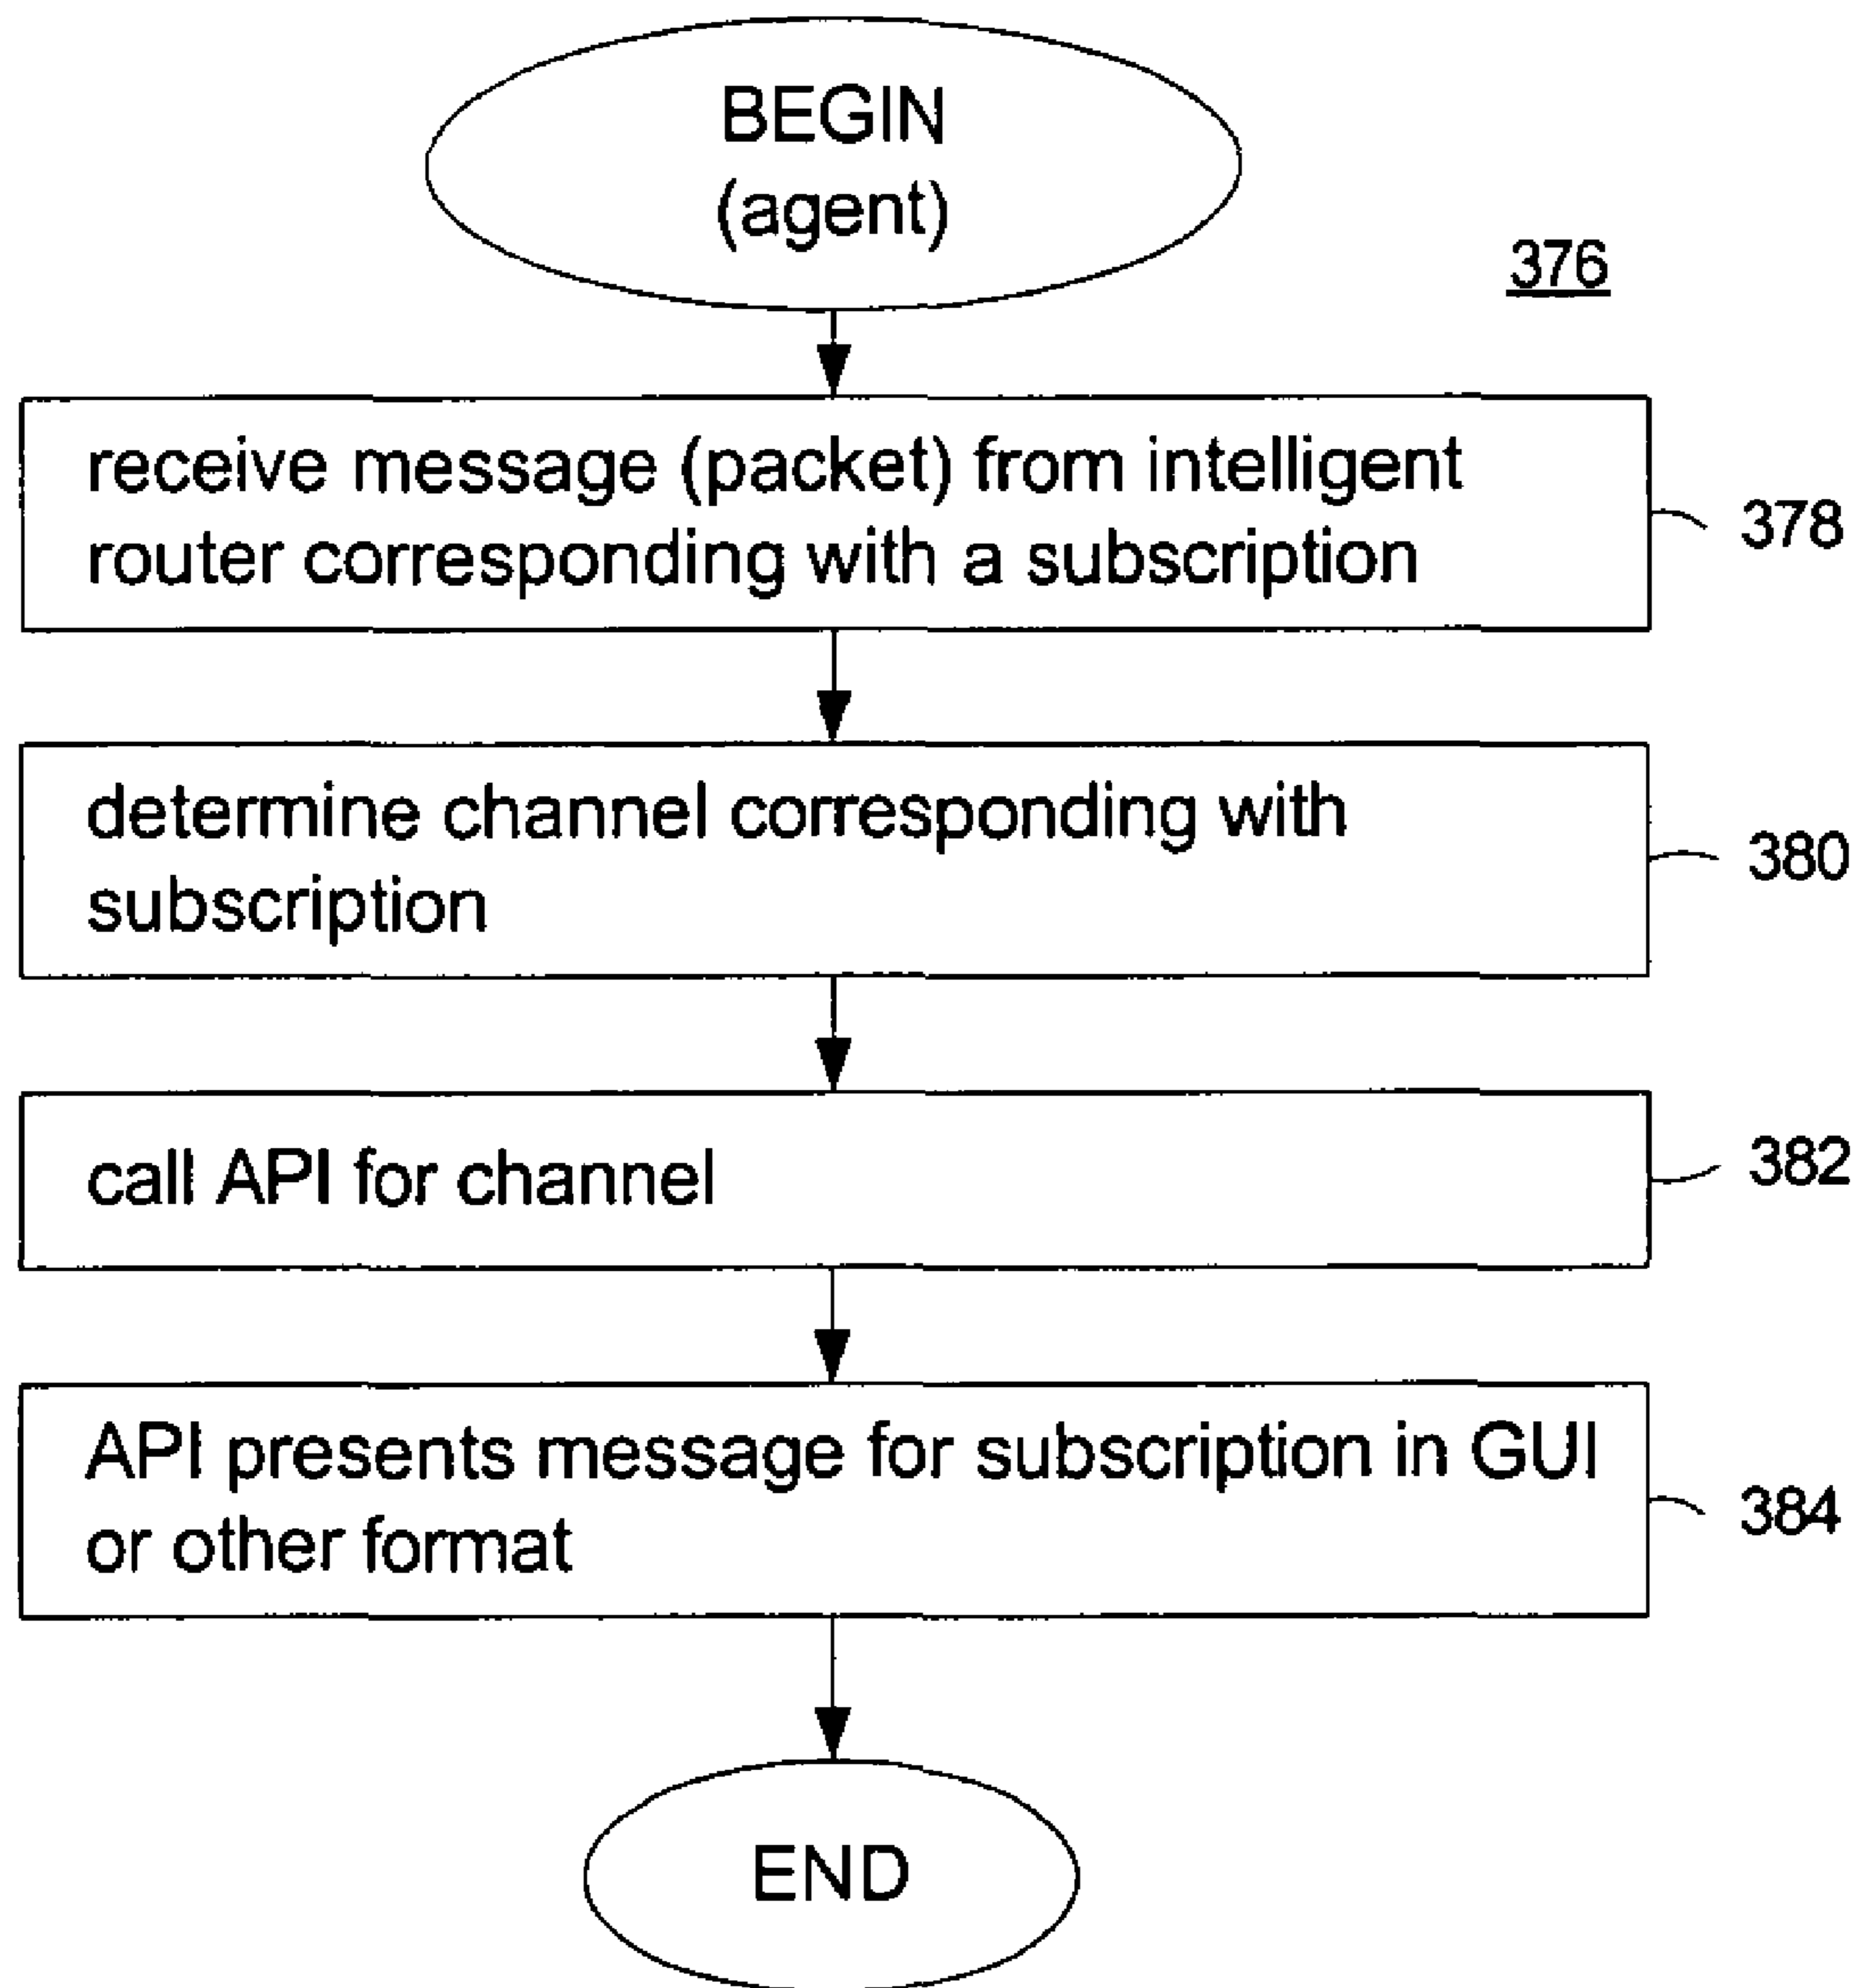 BEGIN
(agent)
376
receive message (packet) from intelligent
router corresponding with a subscription
378
determine channel corresponding with
subscription
380
call API for channel
382
API presents message for subscription in GUI
or other format
384
END